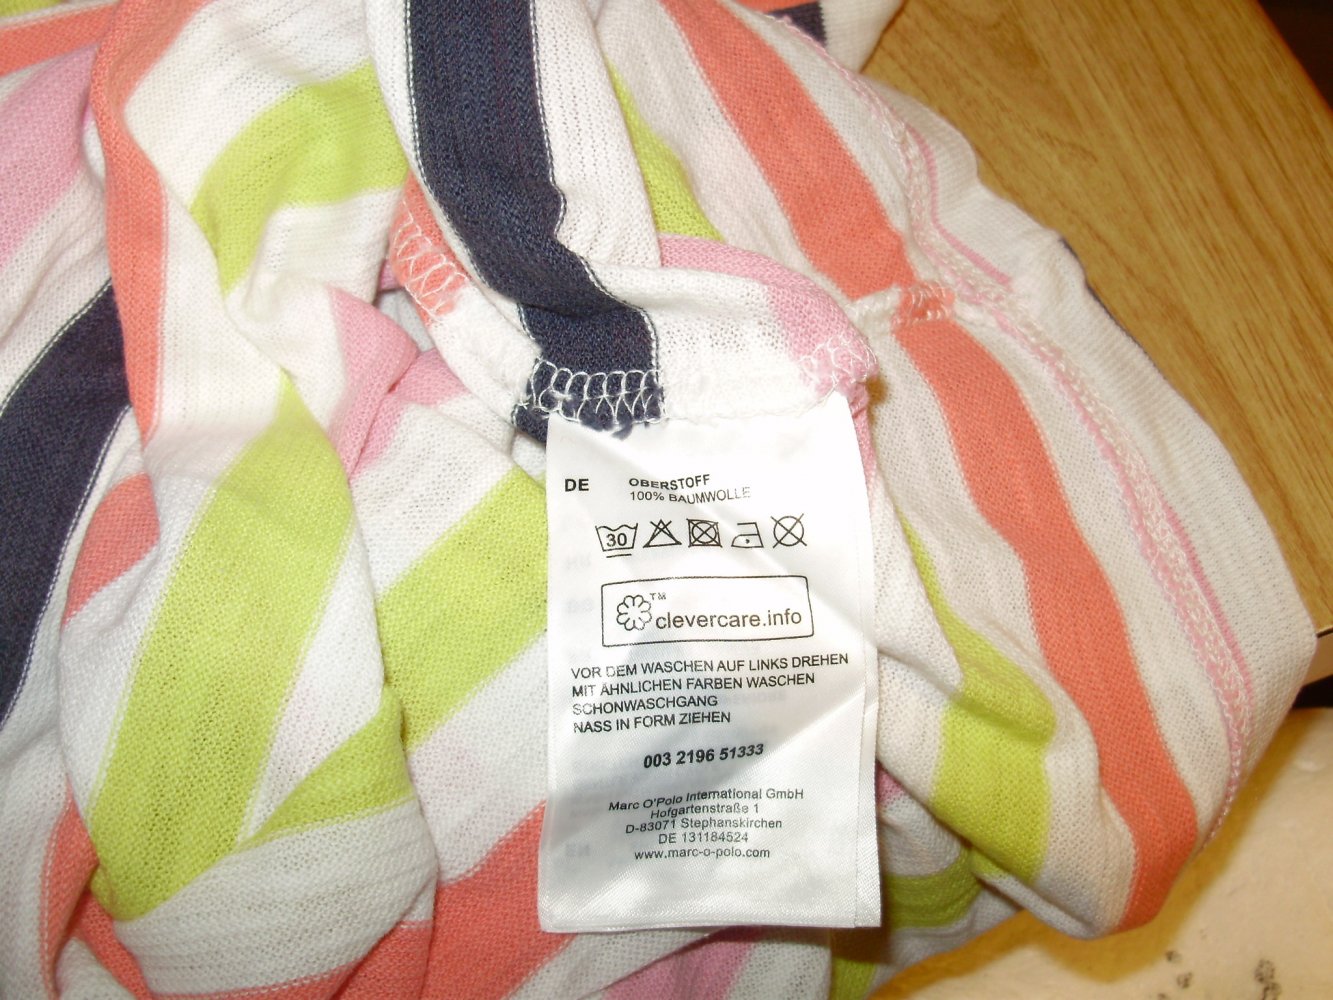 DE OBERSTOFF
100% BAUMWOLLE
30
™ clevercare.info
VOR DEM WASCHEN AUF LINKS DREHEN
MIT ÄHNLICHEN FARBEN WASCHEN
SCHONWASCHGANG
NASS IN FORM ZIEHEN
003 2196 51333
Marc O'Polo International GmbH
Hofgartenstraße 1
D-83071 Stephanskirchen
DE 131184524
www.marc-o-polo.com